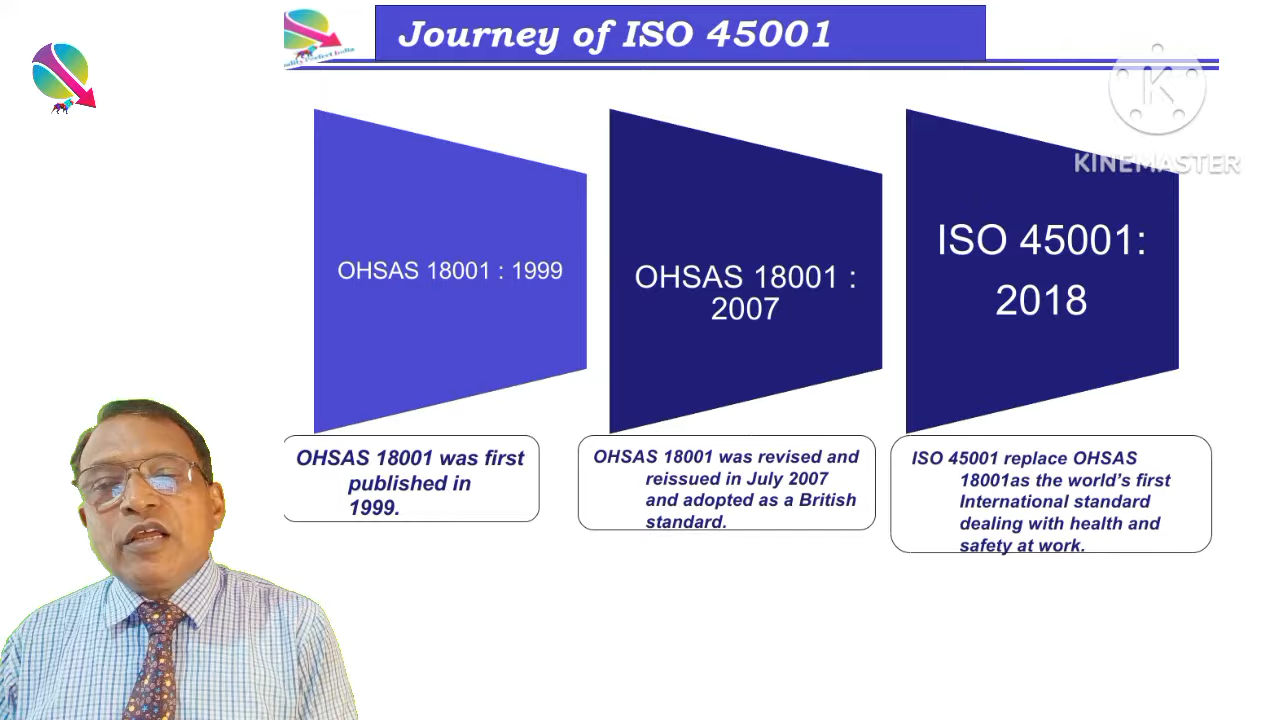 Journey of ISO 45001
KINEMASTER
OHSAS 18001 : 1999
OHSAS 18001 :
2007
ISO 45001:
2018
OHSAS 18001 was first
published in
1999.
OHSAS 18001 was revised and
reissued in July 2007
and adopted as a British
standard.
ISO 45001 replace OHSAS
18001as the world's first
International standard
dealing with health and
safety at work.